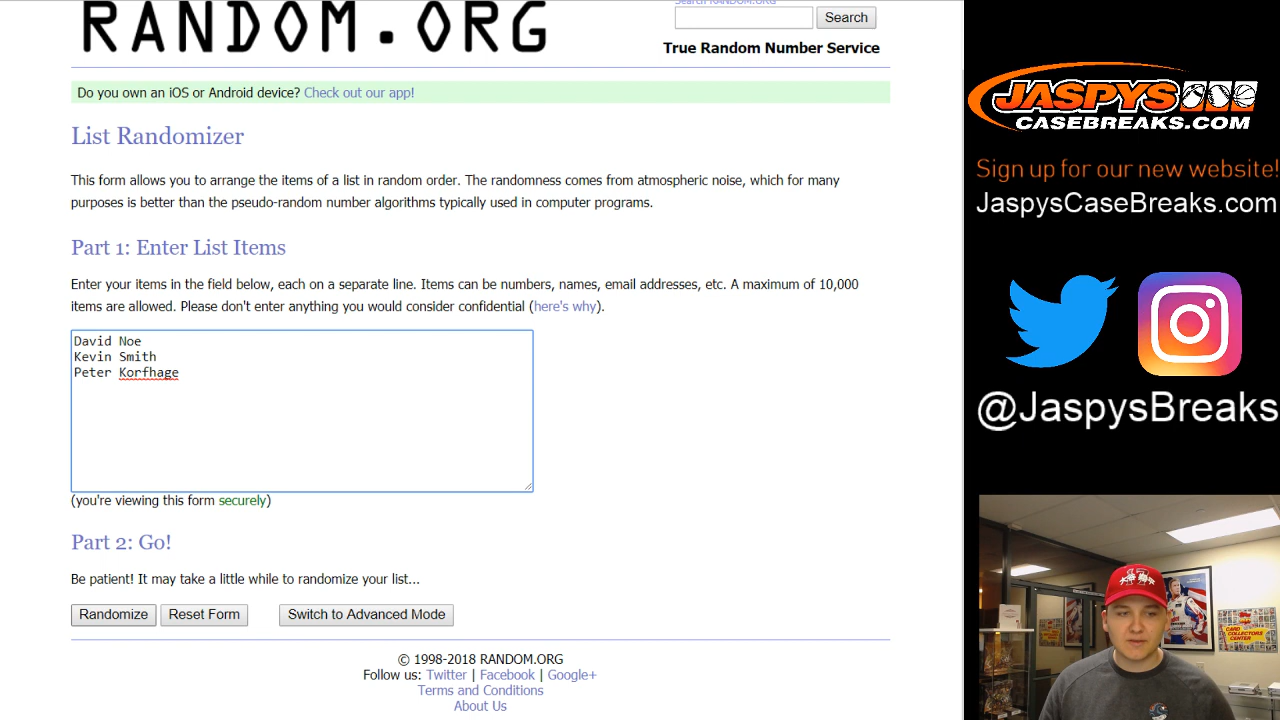 RANDOM.ORG
Search RANDOM.ORG
Search
True Random Number Service
Do you own an iOS or Android device? Check out our app!
List Randomizer
This form allows you to arrange the items of a list in random order. The randomness comes from atmospheric noise, which for many
purposes is better than the pseudo-random number algorithms typically used in computer programs.
Part 1: Enter List Items
Enter your items in the field below, each on a separate line. Items can be numbers, names, email addresses, etc. A maximum of 10,000
items are allowed. Please don't enter anything you would consider confidential (here's why).
David Noe
Kevin Smith
Peter Korfhage
(you're viewing this form securely)
Part 2: Go!
Be patient! It may take a little while to randomize your list...
Randomize Reset Form Switch to Advanced Mode
© 1998-2018 RANDOM.ORG
Follow us: Twitter | Facebook | Google+
Terms and Conditions
About Us
JASPYS
CASEBREAKS.COM
Sign up for our new website!
JaspysCaseBreaks.com
@JaspysBreaks
CARD
COLLECTORS
CENTER